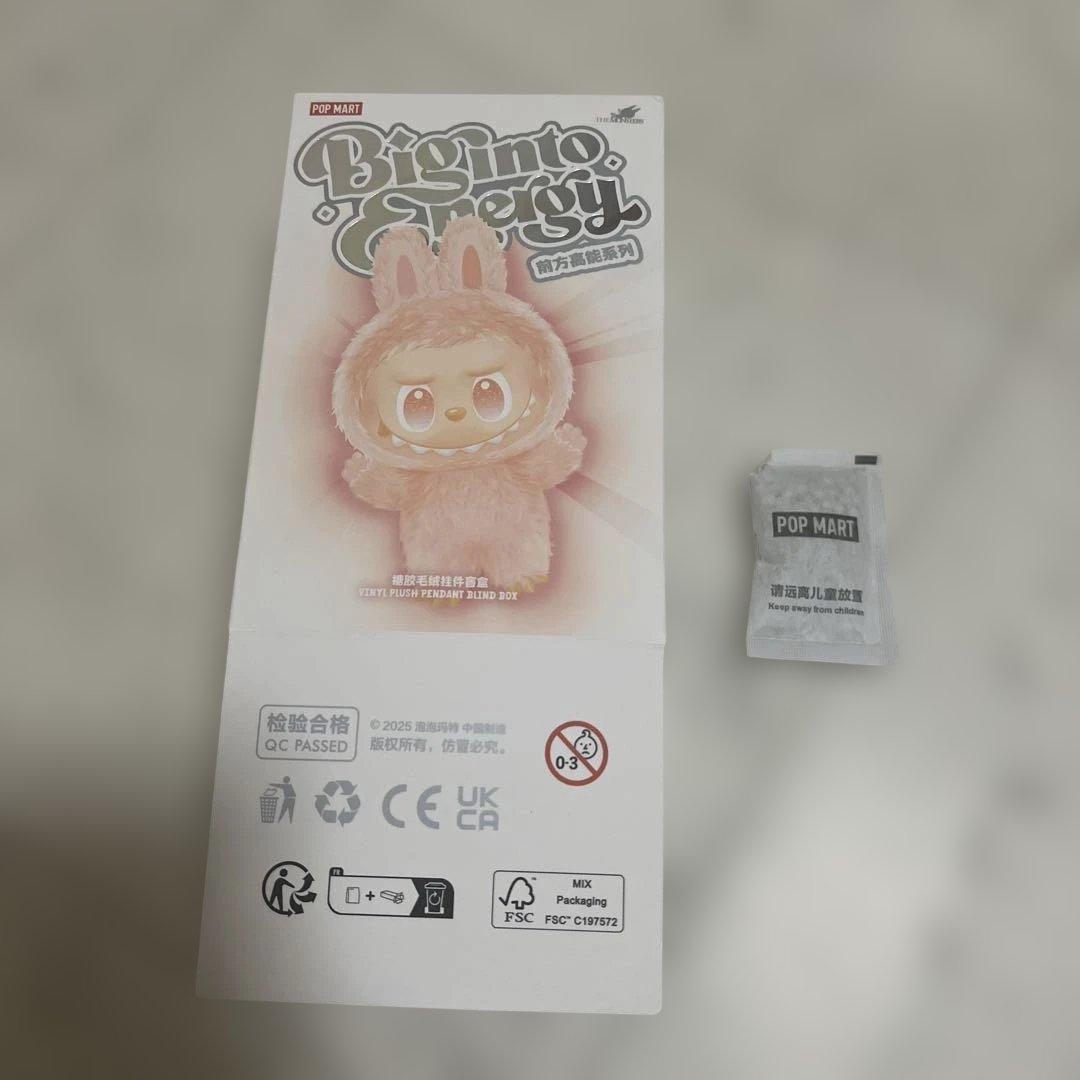 POP MART
THE MONSTERS
Big into
Energy
前方高能系列
搪胶毛绒挂件盲盒
VINYL PLUSH PENDANT BLIND BOX
检验合格
QC PASSED
© 2025 泡泡玛特 中国制造
版权所有，仿冒必究。
0-3
CE
UK
CA
FR
+
FSC™
MIX
Packaging
FSC™ C197572
POP MART
请远离儿童放置
Keep away from children